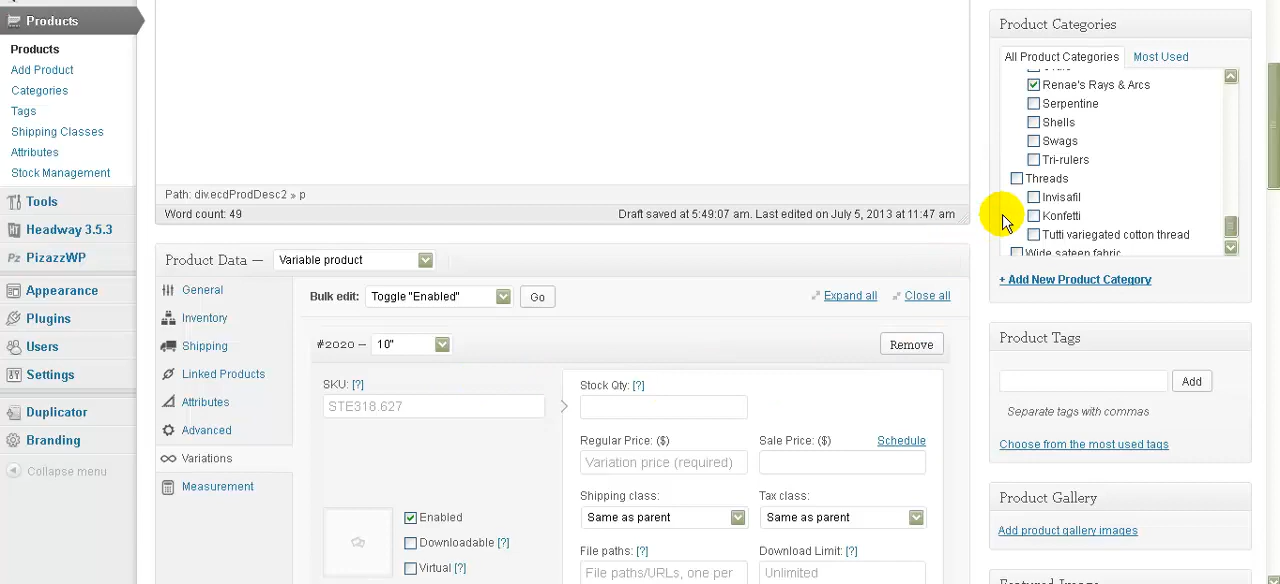 Products
Products
Add Product
Categories
Tags
Shipping Classes
Attributes
Stock Management
Tools
Headway 3.5.3
PizazzWP
Appearance
Plugins
Users
Settings
Duplicator
Branding
Collapse menu
Path: div.ecdProdDesc2 » p
Word count: 49
Draft saved at 5:49:07 am. Last edited on July 5, 2013 at 11:47 am
Product Data —
Variable product
General
Inventory
Shipping
Linked Products
Attributes
Advanced
Variations
Measurement
Bulk edit:
Toggle "Enabled"
Go
Expand all
Close all
#2020 —
10"
Remove
SKU: [?]
STE318.627
Stock Qty: [?]
Regular Price: ($)
Sale Price: ($)
Schedule
Variation price (required)
Shipping class:
Tax class:
Same as parent
Same as parent
Enabled
Downloadable [?]
Virtual [?]
File paths: [?]
Download Limit: [?]
File paths/URLs, one per
Unlimited
Product Categories
All Product Categories
Most Used
Renae's Rays & Arcs
Serpentine
Shells
Swags
Tri-rulers
Threads
Invisafil
Konfetti
Tutti variegated cotton thread
Wide sateen fabric
+ Add New Product Category
Product Tags
Add
Separate tags with commas
Choose from the most used tags
Product Gallery
Add product gallery images
Featured Image